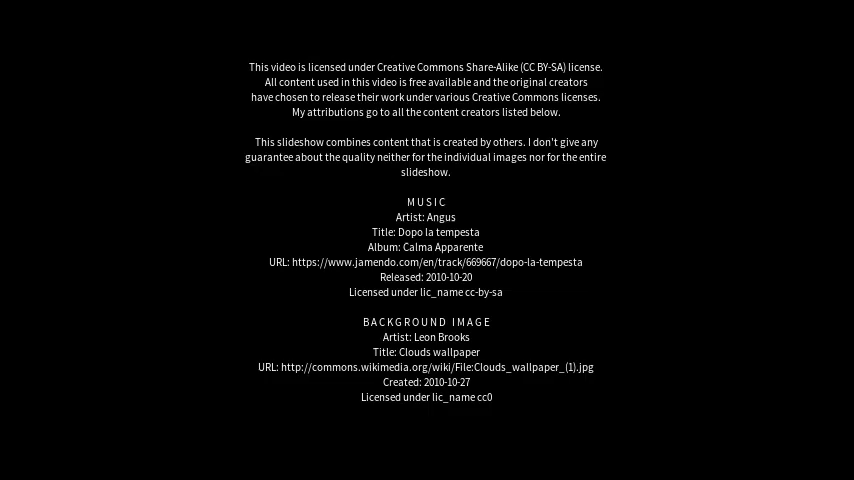 This video is licensed under Creative Commons Share-Alike (CC BY-SA) license.
All content used in this video is free available and the original creators
have chosen to release their work under various Creative Commons licenses.
My attributions go to all the content creators listed below.
This slideshow combines content that is created by others. I don't give any
guarantee about the quality neither for the individual images nor for the entire
slideshow.
MUSIC
Artist: Angus
Title: Dopo la tempesta
Album: Calma Apparente
URL: https://www.jamendo.com/en/track/669667/dopo-la-tempesta
Released: 2010-10-20
Licensed under lic_name cc-by-sa
BACKGROUND IMAGE
Artist: Leon Brooks
Title: Clouds wallpaper
URL: http://commons.wikimedia.org/wiki/File:Clouds_wallpaper_(1).jpg
Created: 2010-10-27
Licensed under lic_name cc0